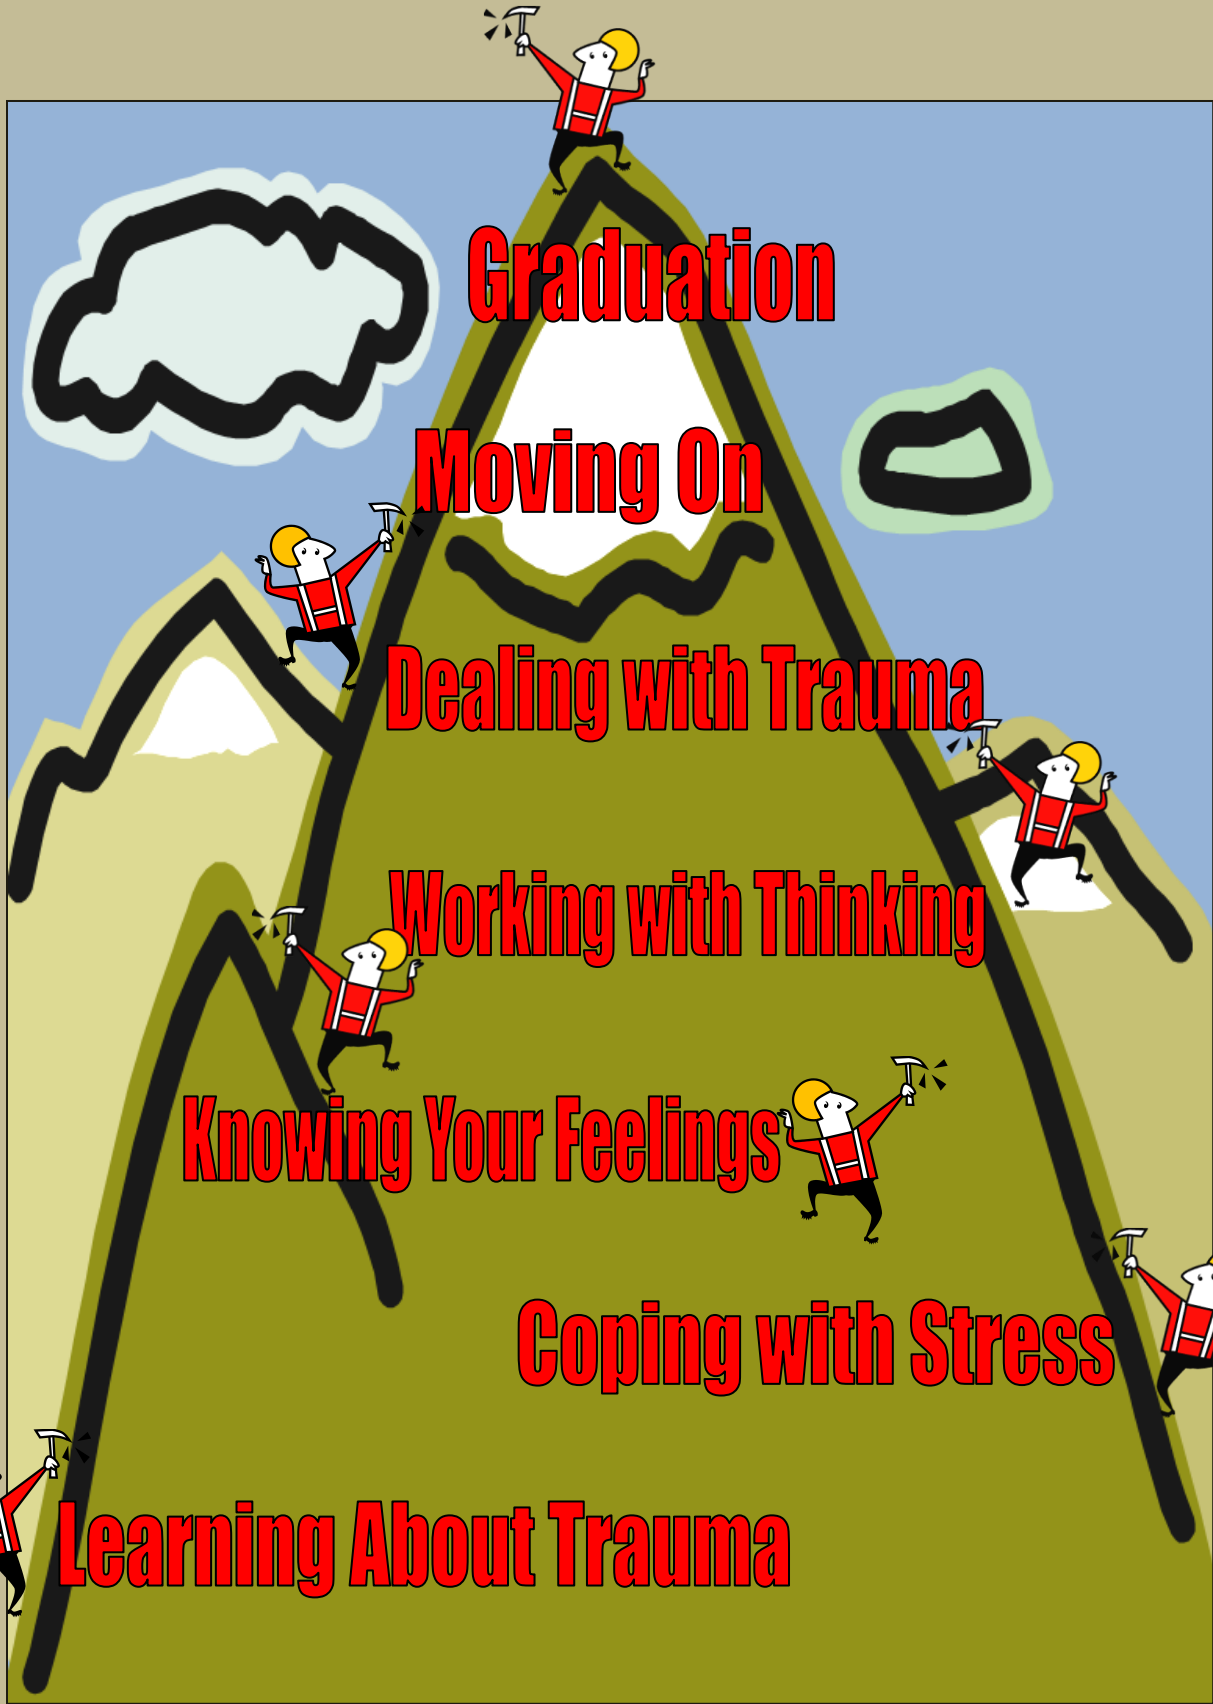 Graduation
Moving On
Dealing with Trauma
Working with Thinking
Knowing Your Feelings
Coping with Stress
Learning About Trauma